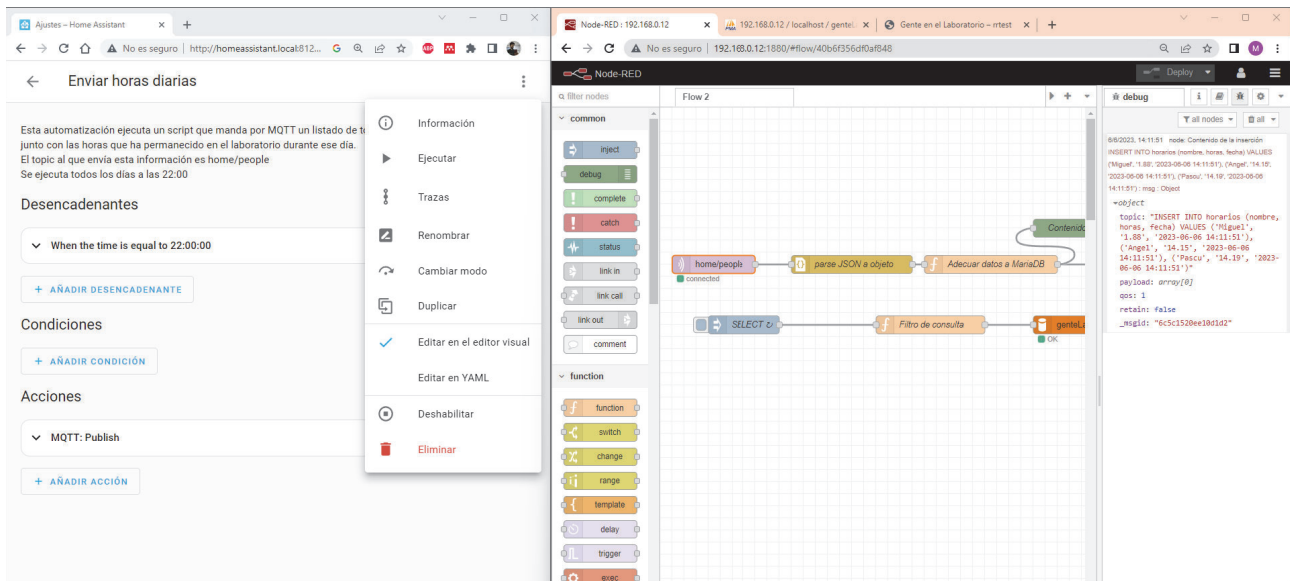 Ajustes – Home Assistant
No es seguro | http://homeassistant.local:812...
Enviar horas diarias
Esta automatización ejecuta un script que manda por MQTT un listado de
junto con las horas que ha permanecido en el laboratorio durante ese día.
El topic al que envía esta información es home/people
Se ejecuta todos los días a las 22:00
Desencadenantes
When the time is equal to 22:00:00
+ AÑADIR DESENCADENANTE
Condiciones
+ AÑADIR CONDICIÓN
Acciones
MQTT: Publish
+ AÑADIR ACCIÓN
Información
Ejecutar
Trazas
Renombrar
Cambiar modo
Duplicar
Editar en el editor visual
Editar en YAML
Deshabilitar
Eliminar
Node-RED : 192.168.0.12
192.168.0.12 / localhost / gentel
Gente en el Laboratorio – rrtest
No es seguro | 192.168.0.12:1880/#flow/40b6f356df0af848
M
Node-RED
Deploy
filter nodes
common
inject
debug
complete
catch
status
link in
link call
link out
comment
function
function
switch
change
range
template
delay
trigger
exec
Flow 2
Contenido
home/people
connected
parse JSON a objeto
Adecuar datos a MariaDB
SELECT
Filtro de consulta
genteLa
OK
debug
all nodes
all
6/6/2023, 14:11:51 node: Contenido de la inserción
INSERT INTO horarios (nombre, horas, fecha) VALUES
('Miguel', '1.88', '2023-06-06 14:11:51'), ('Angel', '14.15',
'2023-06-06 14:11:51'), ('Pascu', '14.19', '2023-06-06
14:11:51') : msg : Object
object
topic: "INSERT INTO horarios (nombre,
horas, fecha) VALUES ('Miguel',
'1.88', '2023-06-06 14:11:51'),
('Angel', '14.15', '2023-06-06
14:11:51'), ('Pascu', '14.19', '2023-
06-06 14:11:51')"
payload: array[0]
qos: 1
retain: false
_msgid: "6c5c1520ee10d1d2"